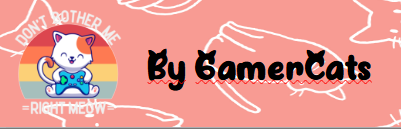 DON'T BOTHER ME
=RIGHT MEOW=
By GamerCats